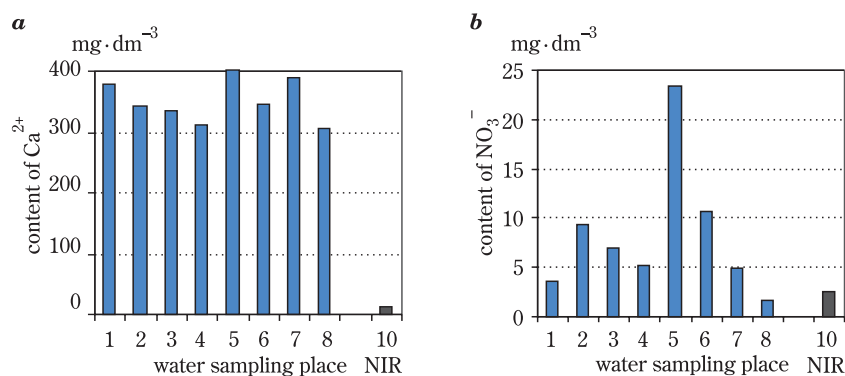 a
mg·dm⁻³
content of Ca²⁺
400
300
200
100
0
1 2 3 4 5 6 7 8 10
water sampling place NIR
b
mg·dm⁻³
content of NO₃⁻
25
20
15
10
5
0
1 2 3 4 5 6 7 8 10
water sampling place NIR